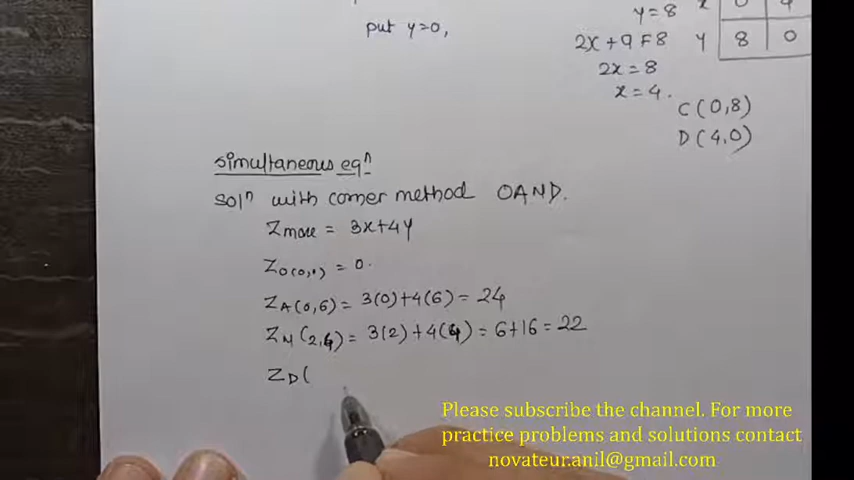 put y=0,
y=8
2x+9F8
2x=8
x=4.
y 8 0
C(0,8)
D(4,0)
simultaneous eqn
soln with corner method OAND.
Zmax = 3x+4y
ZO(0,0) = 0.
ZA(0,6) = 3(0)+4(6) = 24
ZN(2,4) = 3(2)+4(4) = 6+16 = 22
ZD(
Please subscribe the channel. For more
practice problems and solutions contact
novateur.anil@gmail.com